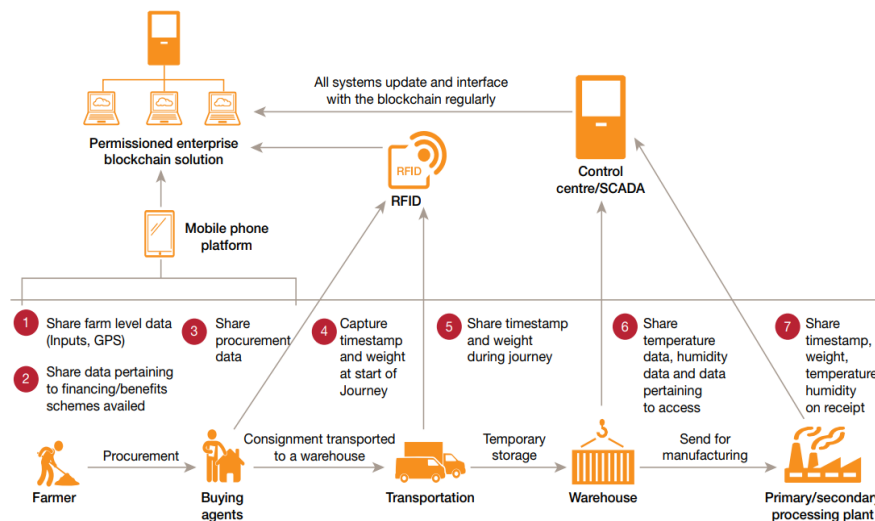 All systems update and interface
with the blockchain regularly
Permissioned enterprise
blockchain solution
RFID
RFID
Control
centre/SCADA
Mobile phone
platform
1 Share farm level data
(Inputs, GPS)
2 Share data pertaining
to financing/benefits
schemes availed
3 Share
procurement
data
4 Capture
timestamp
and weight
at start of
Journey
5 Share timestamp
and weight
during journey
6 Share
temperature
data, humidity
data and data
pertaining
to access
7 Share
timestamp,
weight,
temperature
humidity
on receipt
Procurement
Consignment transported
to a warehouse
Temporary
storage
Send for
manufacturing
Farmer
Buying
agents
Transportation
Warehouse
Primary/secondary
processing plant